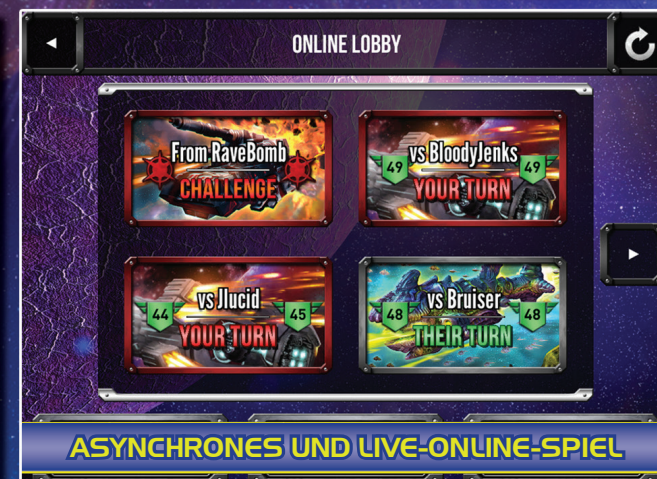 ONLINE LOBBY
From RaveBomb
CHALLENGE
49 vs BloodyJenks 49
YOUR TURN
44 vs Jlucid 45
YOUR TURN
48 vs Bruiser 48
THEIR TURN
ASYNCHRONES UND LIVE-ONLINE-SPIEL